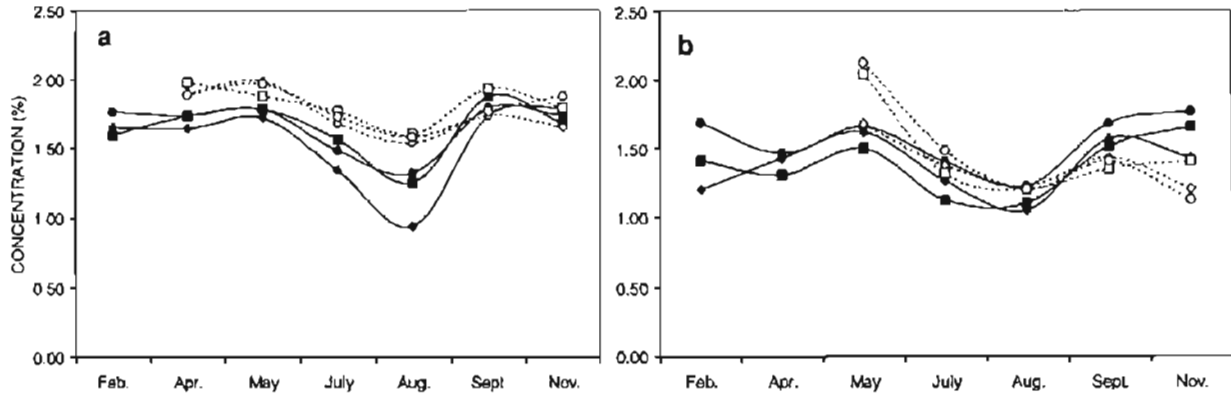 a
b
CONCENTRATION (%)
2.50
2 00
1.50
1 00
0 50
0.00
Feb. Apr. May July Aug. Sept Nov.
2.50
2.00
1.50
1.00
0.50
0.00
Feb. Apr. May July Aug. Sept. Nov.